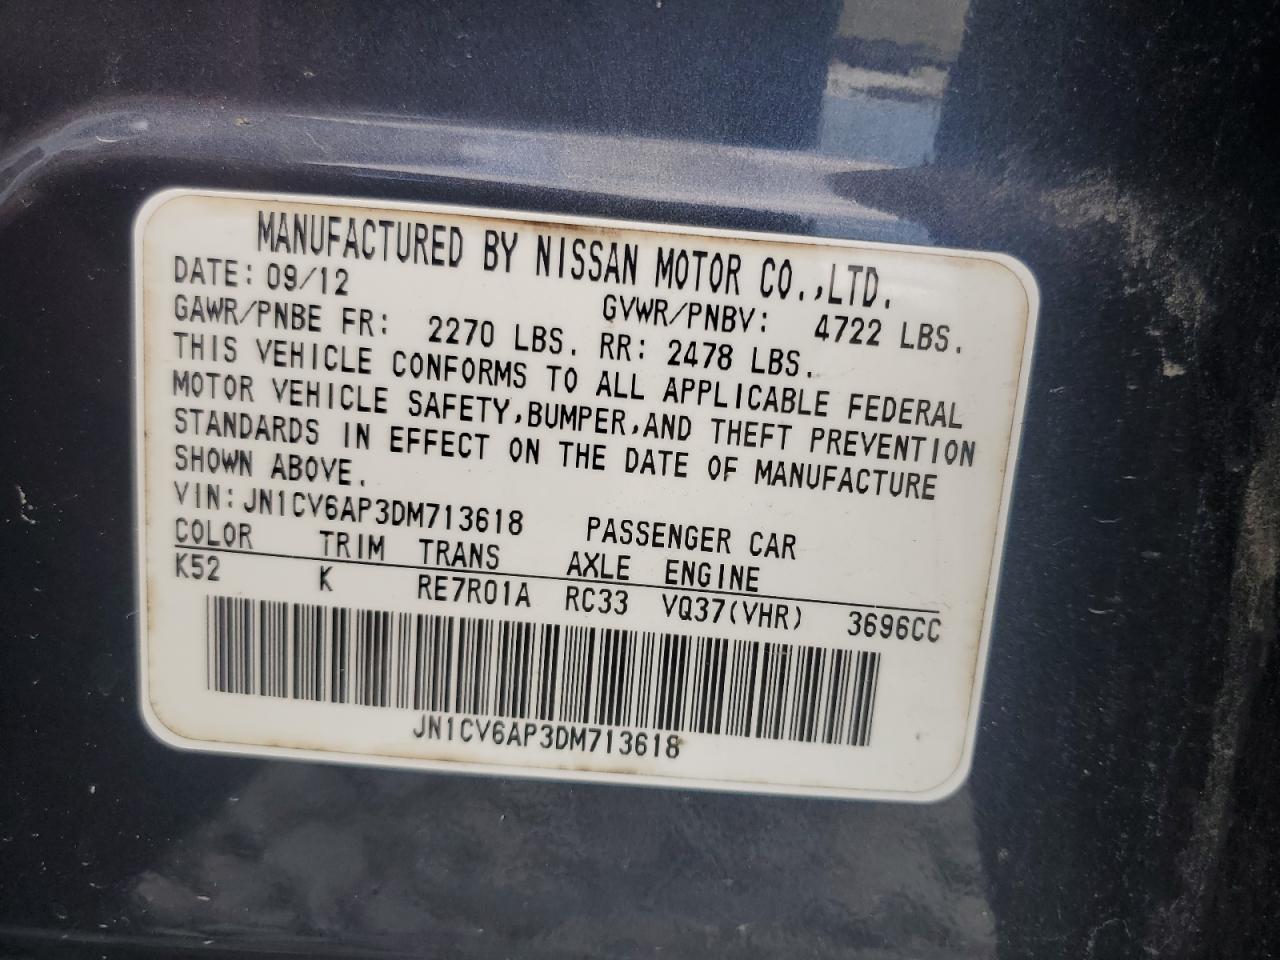 MANUFACTURED BY NISSAN MOTOR CO.,LTD.
DATE: 09/12 GVWR/PNBV: 4722 LBS.
GAWR/PNBE FR: 2270 LBS. RR: 2478 LBS.
THIS VEHICLE CONFORMS TO ALL APPLICABLE FEDERAL
MOTOR VEHICLE SAFETY,BUMPER,AND THEFT PREVENTION
STANDARDS IN EFFECT ON THE DATE OF MANUFACTURE
SHOWN ABOVE.
VIN: JN1CV6AP3DM713618 PASSENGER CAR
COLOR TRIM TRANS AXLE ENGINE
K52 K RE7R01A RC33 VQ37(VHR) 3696CC
JN1CV6AP3DM713618